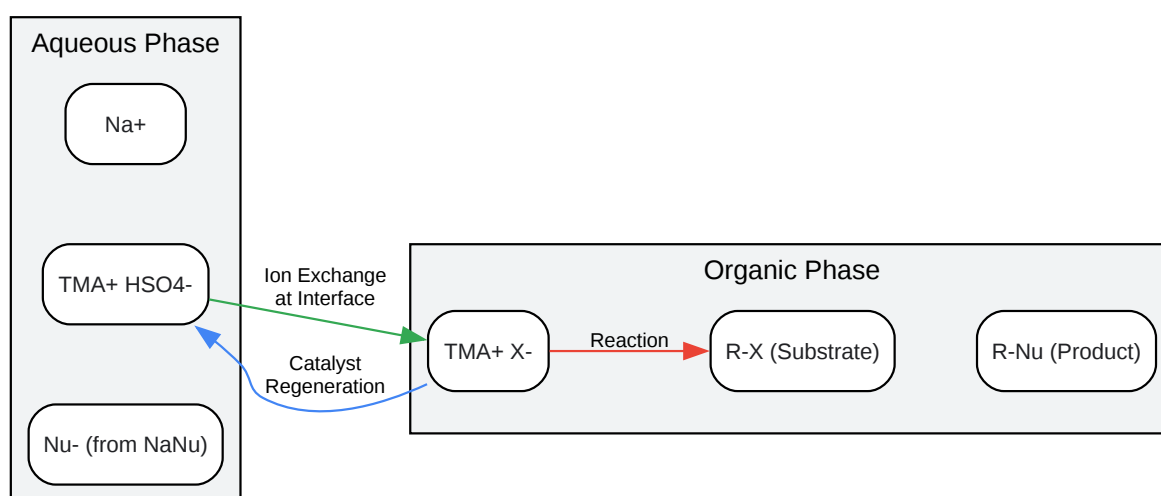 Aqueous Phase
Na+
TMA+ HSO4-
Nu- (from NaNu)
Ion Exchange
at Interface
Catalyst
Regeneration
Organic Phase
TMA+ X-
Reaction
R-X (Substrate)
R-Nu (Product)